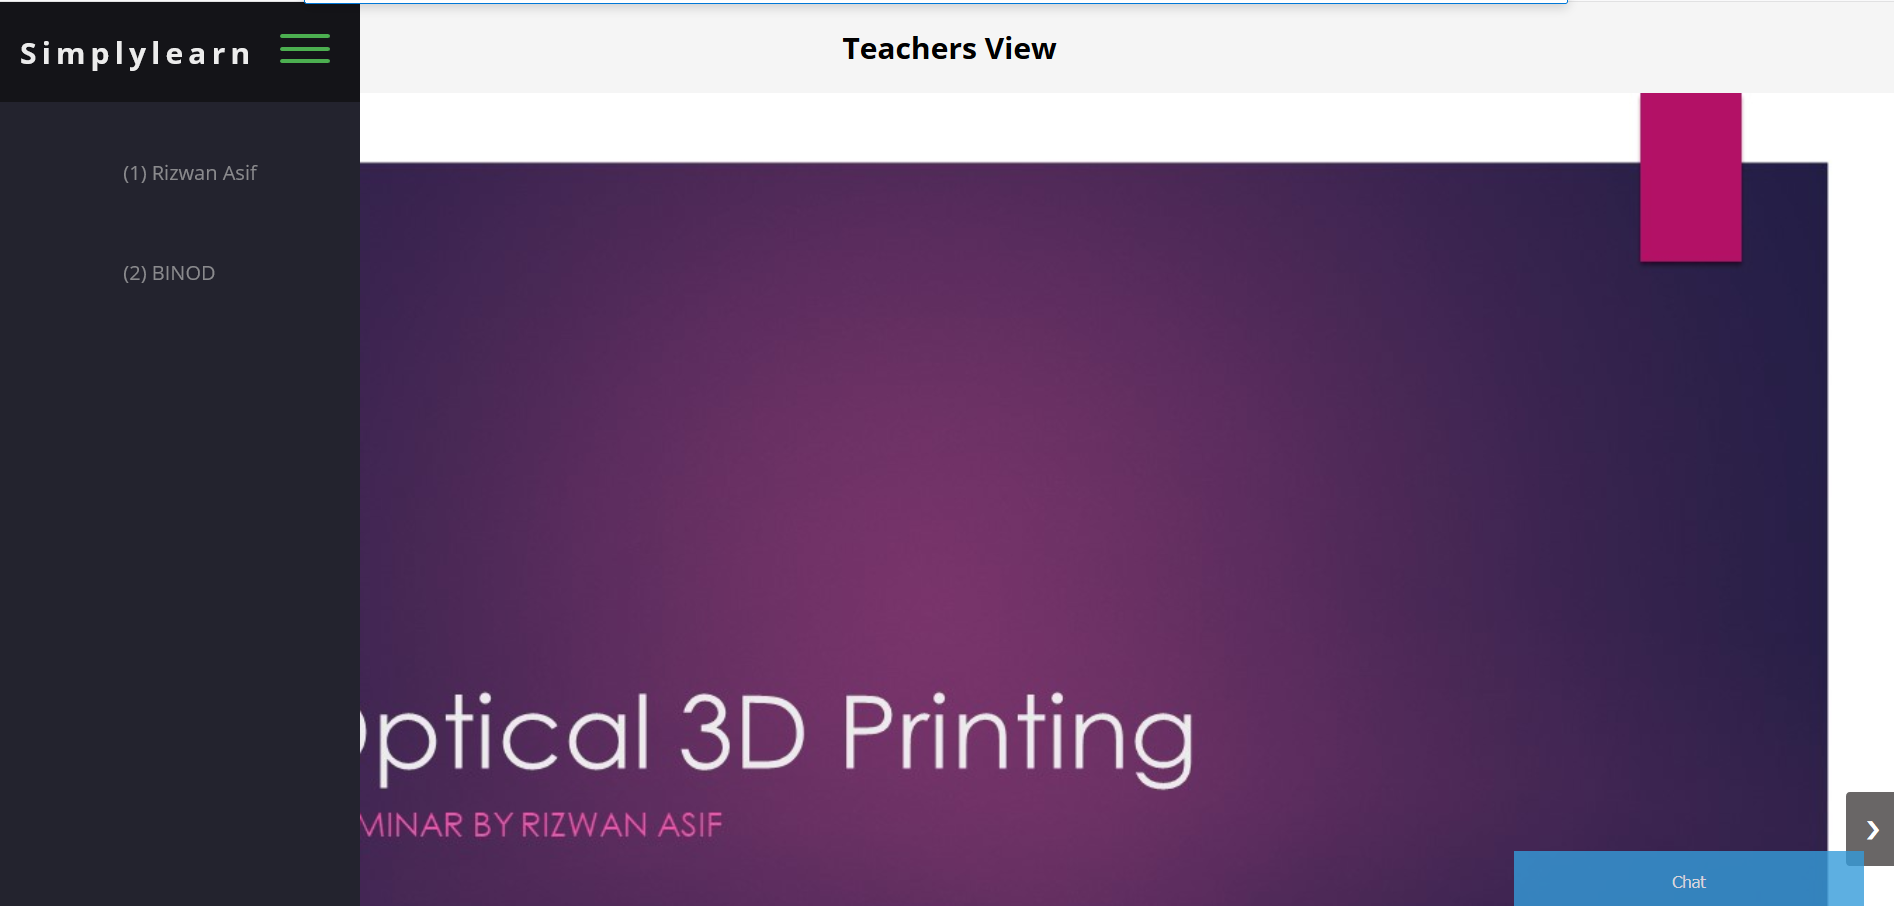 Simplylearn
Teachers View
(1) Rizwan Asif
(2) BINOD
ptical 3D Printing
MINAR BY RIZWAN ASIF
Chat